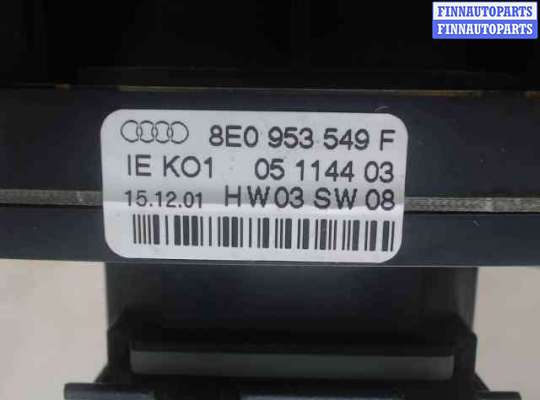 FINNAUTOPARTS
FINNAUTOPARTS
8E0 953 549 F
IE KO1 05 1144 03
15.12.01 HW03 SW08